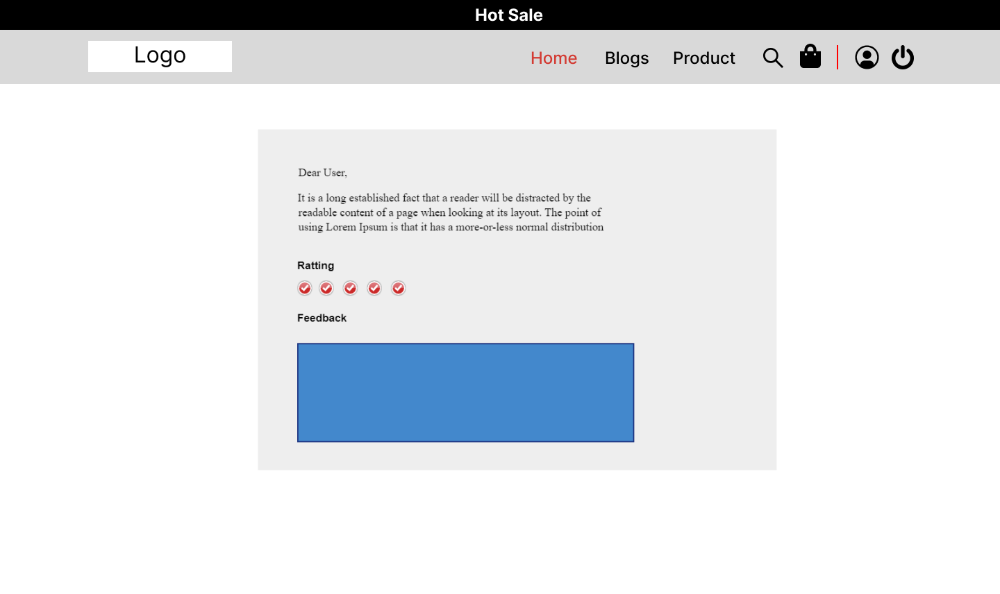 Hot Sale
Logo
Home Blogs Product
Dear User,
It is a long established fact that a reader will be distracted by the
readable content of a page when looking at its layout. The point of
using Lorem Ipsum is that it has a more-or-less normal distribution
Ratting
Feedback